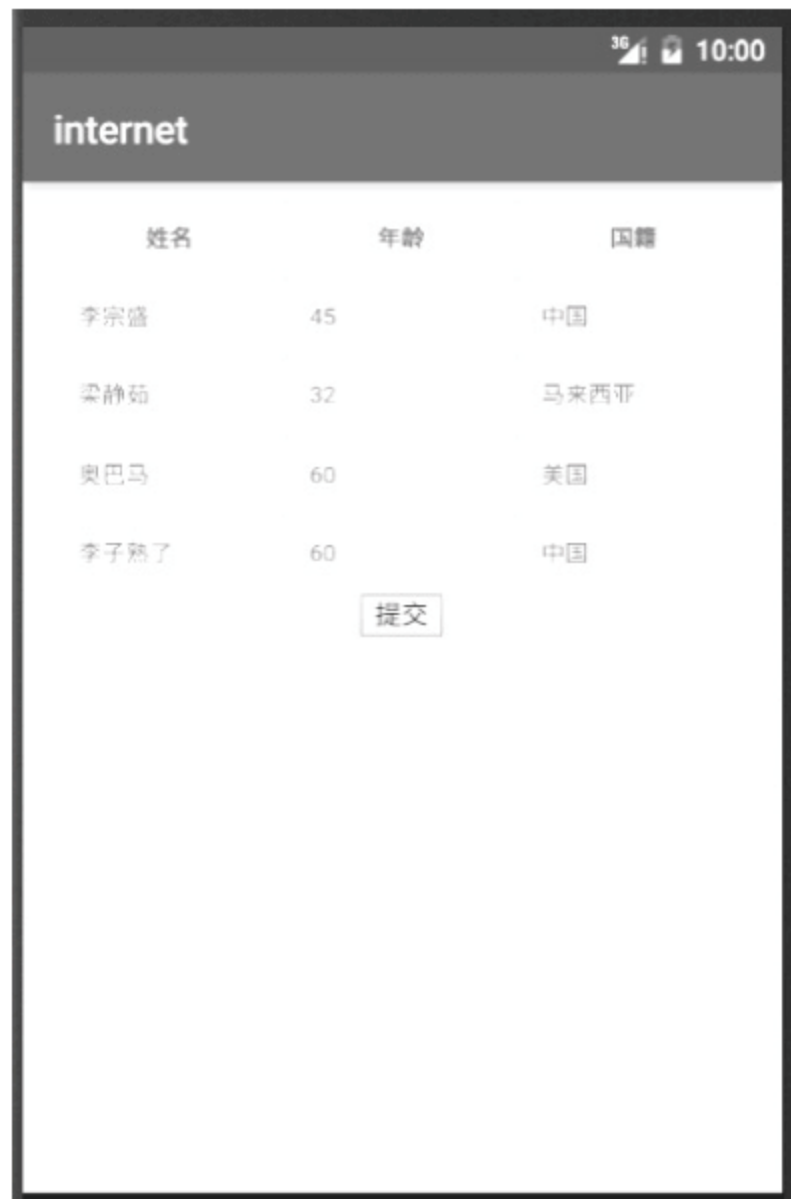 3G 10:00
internet
姓名 年龄 国籍
李宗盛 45 中国
梁静茹 32 马来西亚
奥巴马 60 美国
李子熟了 60 中国
提交